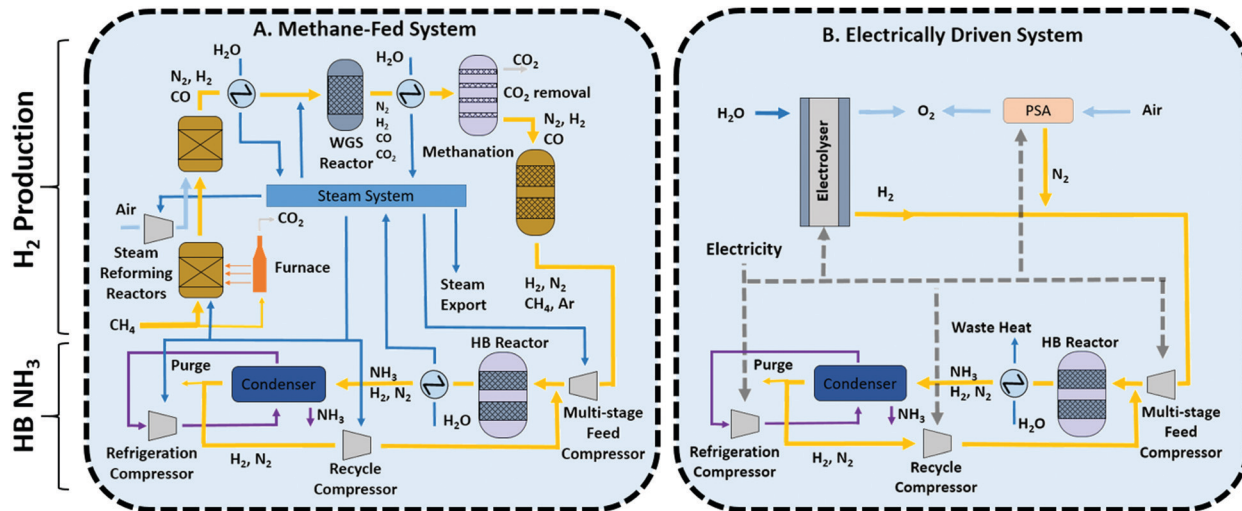 H₂ Production
HB NH₃
A. Methane-Fed System
H₂O
H₂O
N₂, H₂
CO
CO₂
CO₂ removal
N₂
H₂
CO
CO₂
WGS
Reactor
Methanation
N₂, H₂
CO
Steam System
Air
CO₂
Steam
Reforming
Reactors
Furnace
Steam
Export
H₂, N₂
CH₄, Ar
CH₄
HB Reactor
Purge
Condenser
NH₃
H₂, N₂
NH₃
H₂O
Multi-stage
Feed
Compressor
Refrigeration
Compressor
H₂, N₂
Recycle
Compressor
B. Electrically Driven System
H₂O
Electrolyser
O₂
PSA
Air
N₂
H₂
Electricity
Waste Heat
HB Reactor
Purge
Condenser
NH₃
H₂, N₂
NH₃
H₂O
Multi-stage
Feed
Compressor
Refrigeration
Compressor
H₂, N₂
Recycle
Compressor